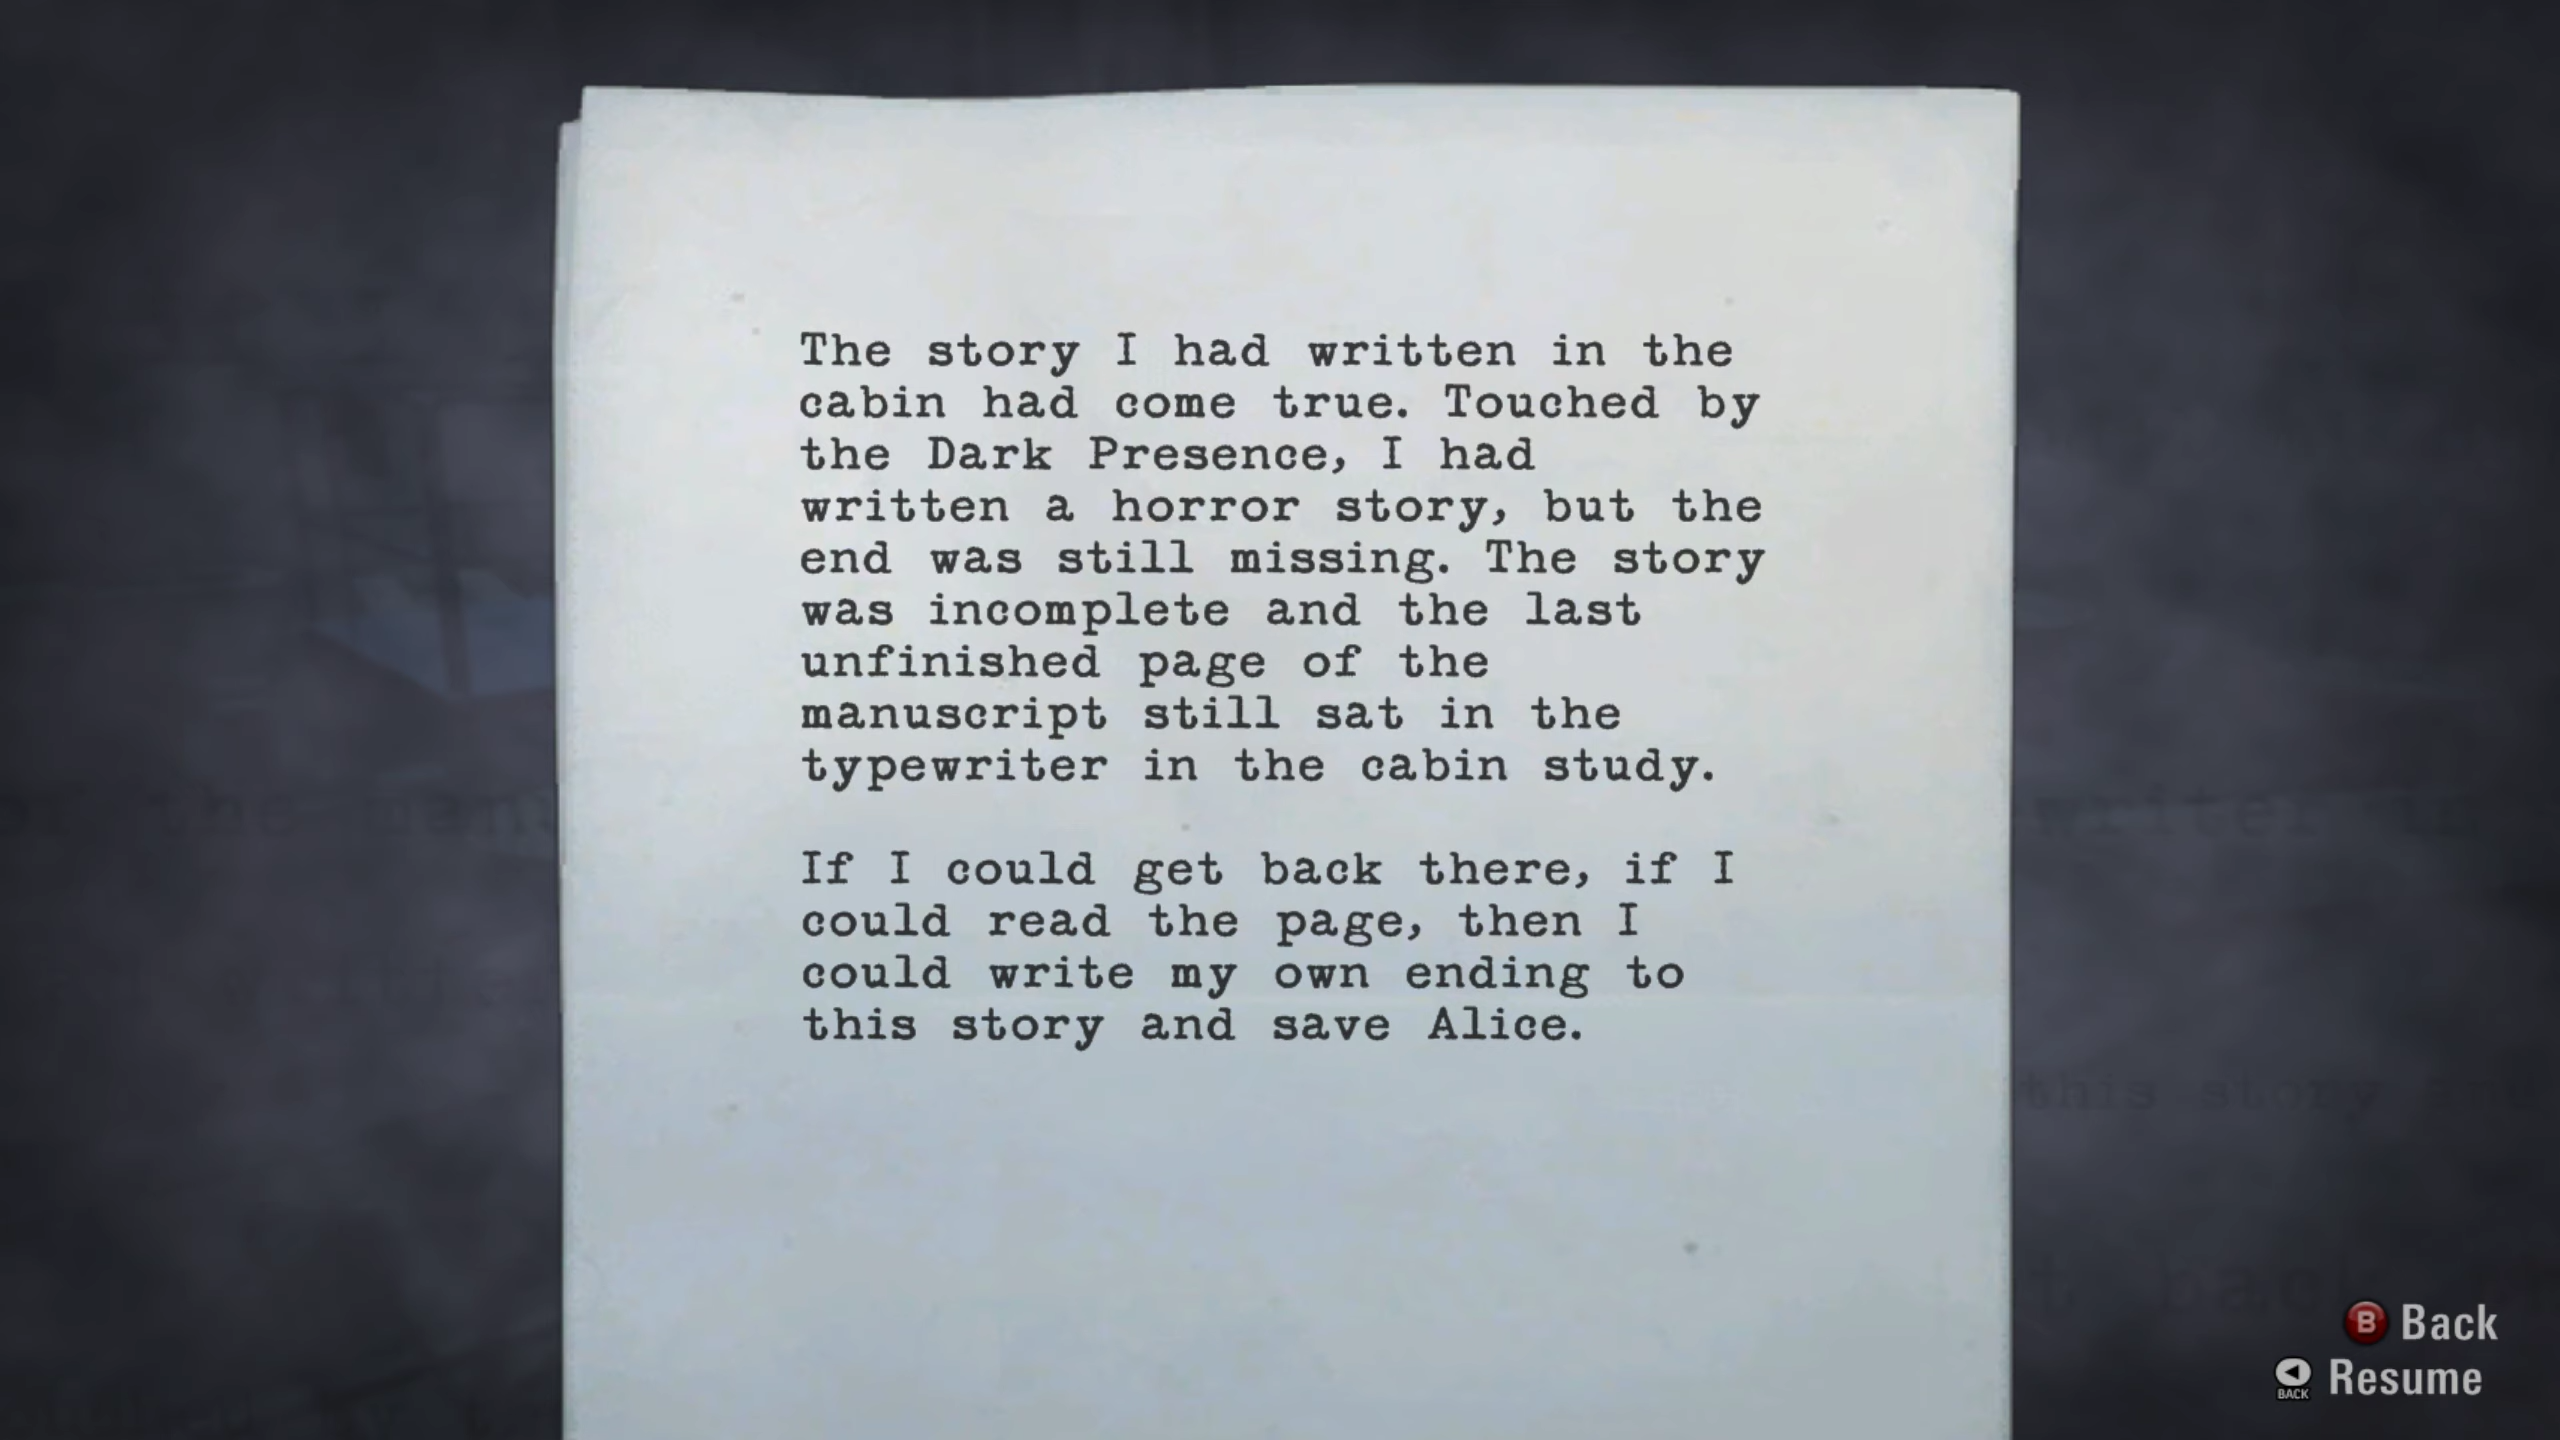 The story I had written in the
cabin had come true. Touched by
the Dark Presence, I had
written a horror story, but the
end was still missing. The story
was incomplete and the last
unfinished page of the
manuscript still sat in the
typewriter in the cabin study.
If I could get back there, if I
could read the page, then I
could write my own ending to
this story and save Alice.
this story
B Back
BACK Resume